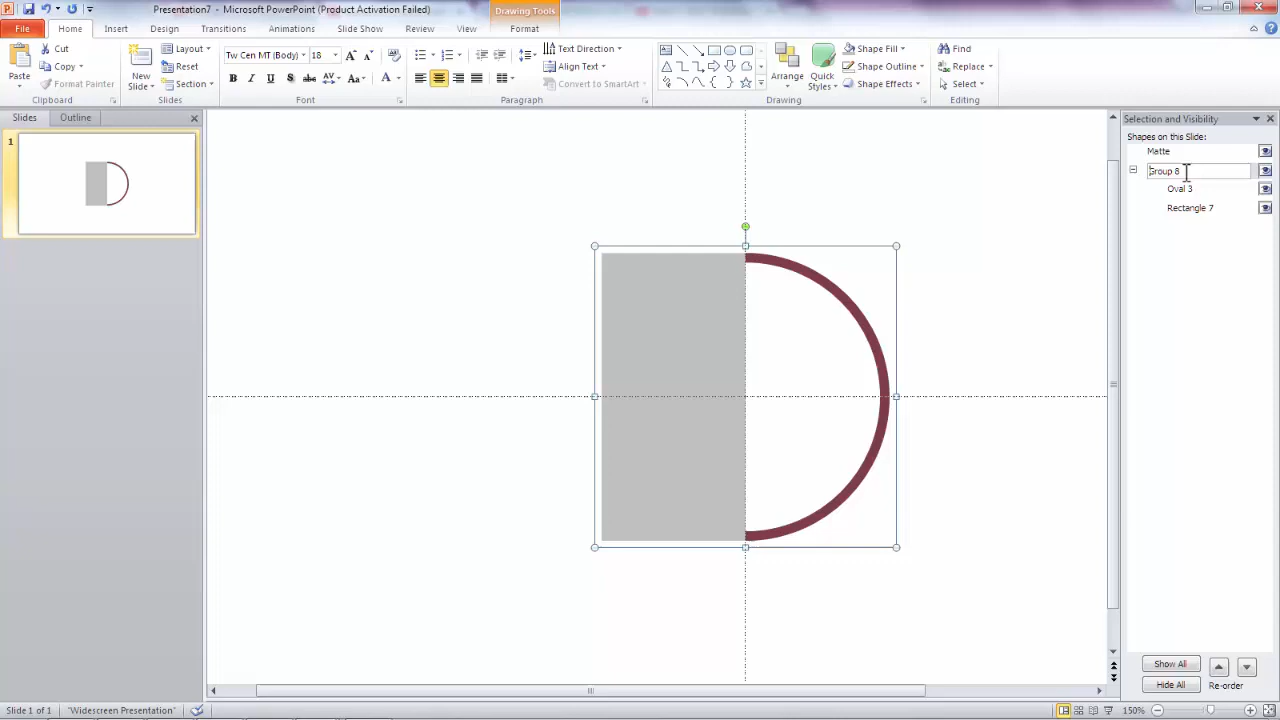 Presentation7 - Microsoft PowerPoint (Product Activation Failed)
Drawing Tools
File Home Insert Design Transitions Animations Slide Show Review View Format
Paste
Cut
Copy
Format Painter
Clipboard
New Slide
Layout
Reset
Section
Slides
Tw Cen MT (Body) 18
B I U S abc AV Aa A
Font
Text Direction
Align Text
Convert to SmartArt
Paragraph
Arrange
Quick Styles
Shape Fill
Shape Outline
Shape Effects
Drawing
Find
Replace
Select
Editing
Slides Outline
1
Selection and Visibility
Shapes on this Slide:
Matte
Group 8
Oval 3
Rectangle 7
Show All
Hide All
Re-order
Slide 1 of 1 "Widescreen Presentation" 150%